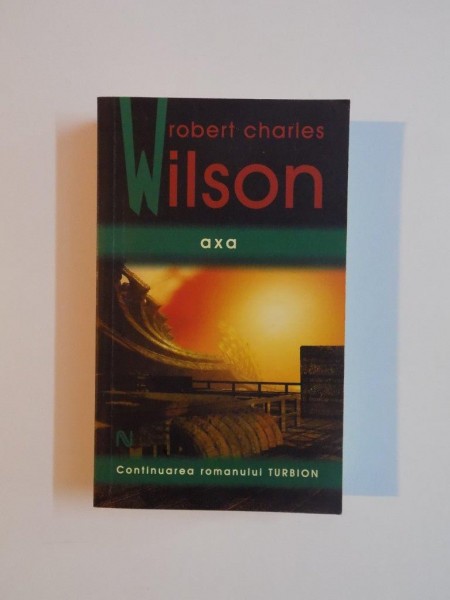 robert charles
Wilson
axa
Continuarea romanului TURBION